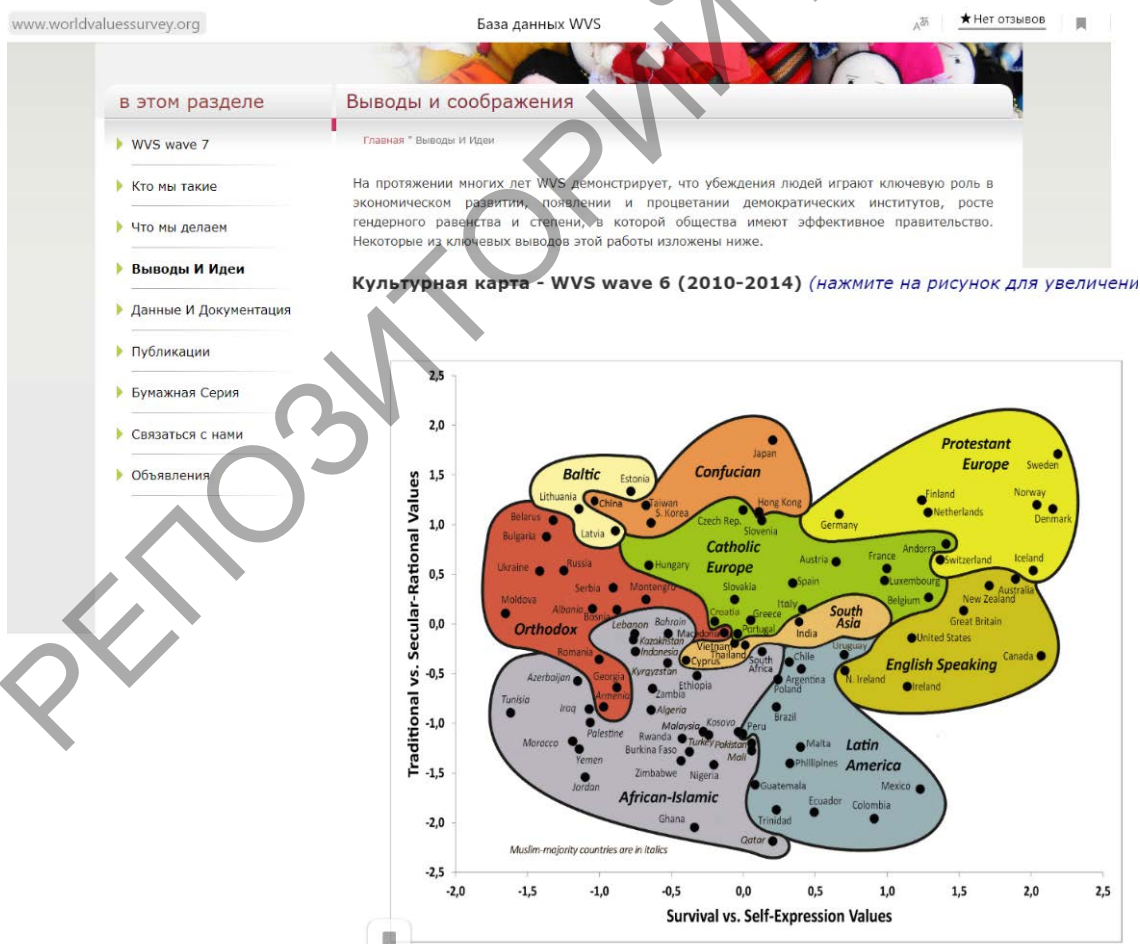 www.worldvaluessurvey.org
База данных WVS
Нет отзывов
в этом разделе
Выводы и соображения
Главная " Выводы И Идеи
WVS wave 7
Кто мы такие
Что мы делаем
Выводы И Идеи
Данные И Документация
Публикации
Бумажная Серия
Связаться с нами
Объявления
На протяжении многих лет WVS демонстрирует, что убеждения людей играют ключевую роль в
экономическом развитии, появлении и процветании демократических институтов, росте
гендерного равенства и степени, в которой общества имеют эффективное правительство.
Некоторые из ключевых выводов этой работы изложены ниже.
Культурная карта - WVS wave 6 (2010-2014) (нажмите на рисунок для увеличени
РЕПОЗИТОРИЙ
Traditional vs. Secular-Rational Values
2,5
2,0
1,5
1,0
0,5
0,0
-0,5
-1,0
-1,5
-2,0
-2,5
Protestant
Europe
Sweden
Finland
Norway
Netherlands
Denmark
Germany
Andorra
Switzerland
Iceland
Confucian
Japan
Taiwan
S. Korea
China
Hong Kong
Baltic
Estonia
Lithuania
Latvia
Catholic
Europe
Czech Rep.
Slovenia
Hungary
Austria
France
Slovakia
Spain
Luxembourg
Belgium
Croatia
Greece
Italy
Portugal
Orthodox
Belarus
Bulgaria
Ukraine
Russia
Moldova
Serbia
Montengro
Albania
Bosnia
Macedonia
Romania
Georgia
Armenia
South
Asia
India
Vietnam
Thailand
Cyprus
English Speaking
Australia
New Zealand
Great Britain
United States
Canada
N. Ireland
Ireland
Latin
America
Uruguay
Chile
Argentina
Poland
Brazil
Peru
Malta
Phillipines
Mexico
Guatemala
Ecuador
Colombia
Trinidad
African-Islamic
Lebanon
Bahrain
Kazakhstan
Indonesia
Kyrgyzstan
Ethiopia
South
Africa
Azerbaijan
Zambia
Tunisia
Iraq
Algeria
Palestine
Malaysia
Kosovo
Morocco
Yemen
Rwanda
Turkey
Pakistan
Burkina Faso
Mali
Jordan
Zimbabwe
Nigeria
Ghana
Qatar
Muslim-majority countries are in italics
-2,0
-1,5
-1,0
-0,5
0,0
0,5
1,0
1,5
2,0
2,5
Survival vs. Self-Expression Values